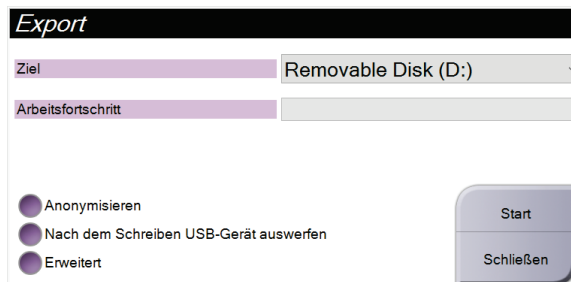 Export
Ziel
Removable Disk (D:)
Arbeitsfortschritt
Anonymisieren
Nach dem Schreiben USB-Gerät auswerfen
Erweitert
Start
Schließen